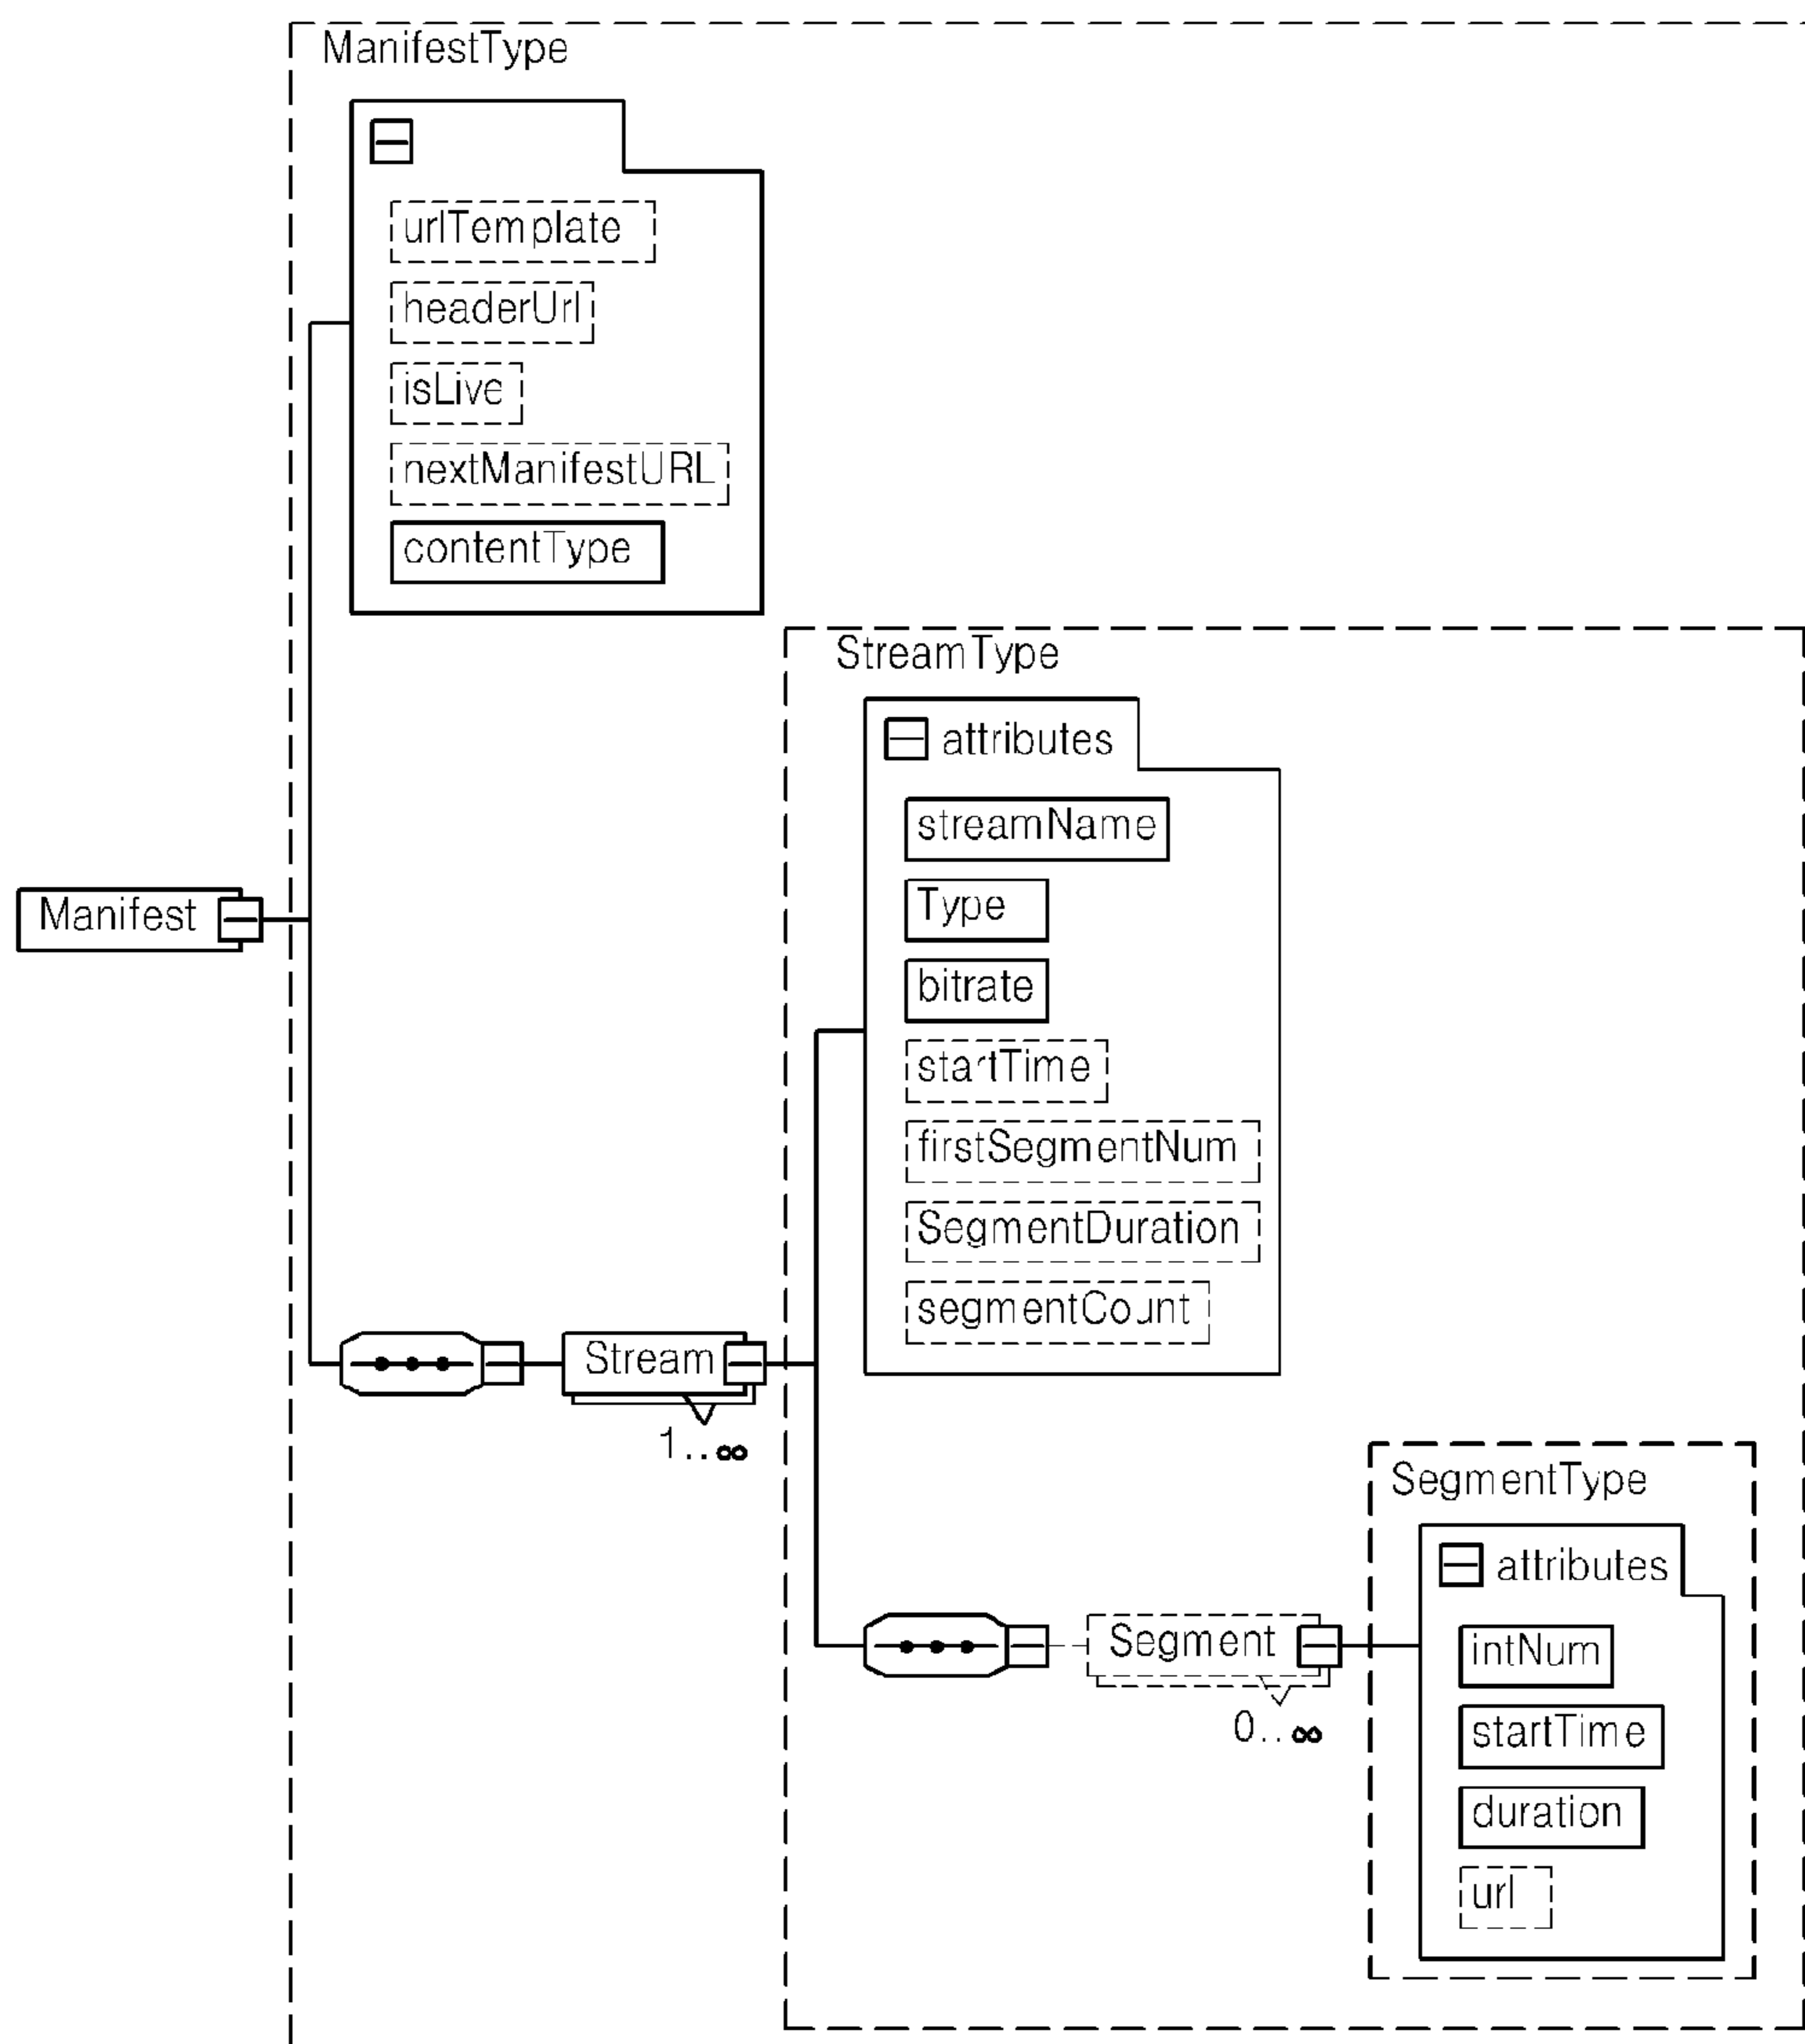 ManifestType
urlTemplate
headerUrl
isLive
nextManifestURL
contentType
StreamType
attributes
streamName
Type
bitrate
startTime
firstSegmentNum
SegmentDuration
segmentCount
Manifest
Stream
1..∞
SegmentType
attributes
intNum
startTime
duration
url
Segment
0..∞